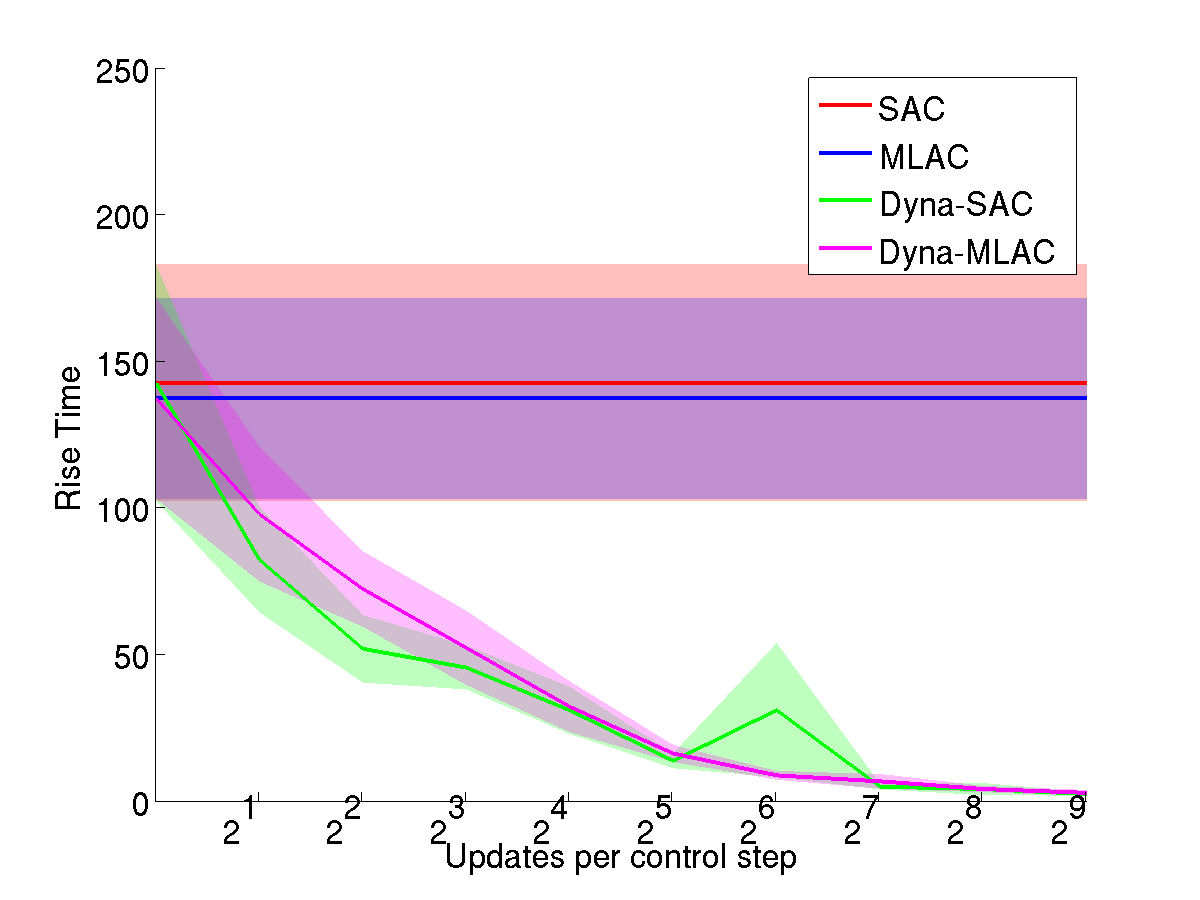 250
200
150
100
50
0
Rise Time
SAC
MLAC
Dyna-SAC
Dyna-MLAC
1 2 3 4 5 6 7 8 9
2 2 2 2 2 2 2 2 2
Updates per control step